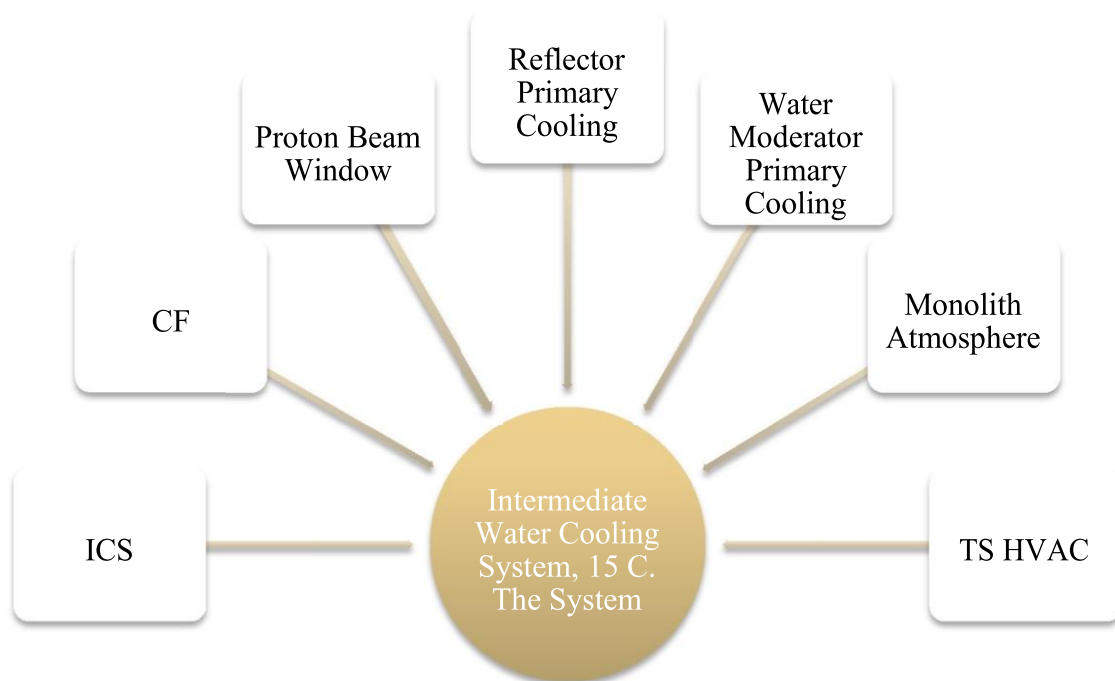 Reflector
Primary
Cooling
Proton Beam
Window
Water
Moderator
Primary
Cooling
CF
Monolith
Atmosphere
ICS
Intermediate
Water Cooling
System, 15 C.
The System
TS HVAC